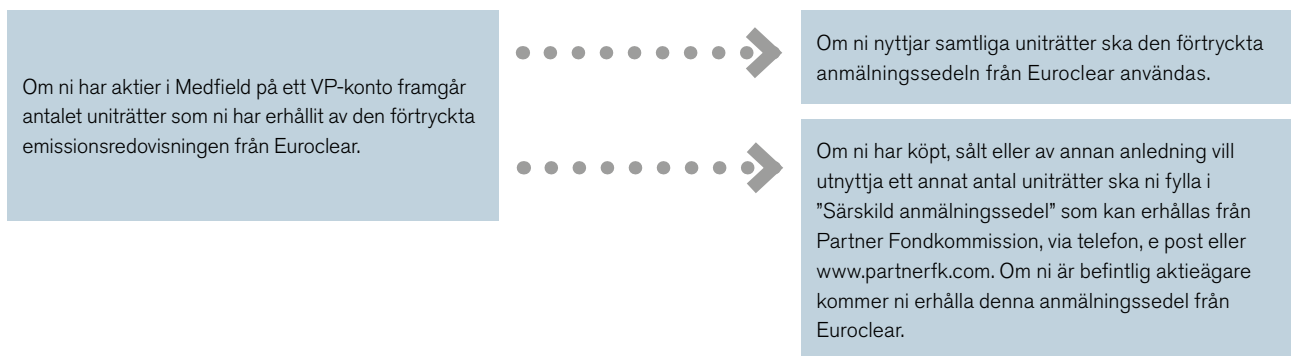 Om ni har aktier i Medfield på ett VP-konto framgår
antalet uniträtter som ni har erhållit av den förtryckta
emissionsredovisningen från Euroclear.
Om ni nyttjar samtliga uniträtter ska den förtryckta
anmälningssedeln från Euroclear användas.
Om ni har köpt, sålt eller av annan anledning vill
utnyttja ett annat antal uniträtter ska ni fylla i
”Särskild anmälningssedel” som kan erhållas från
Partner Fondkommission, via telefon, e post eller
www.partnerfk.com. Om ni är befintlig aktieägare
kommer ni erhålla denna anmälningssedel från
Euroclear.